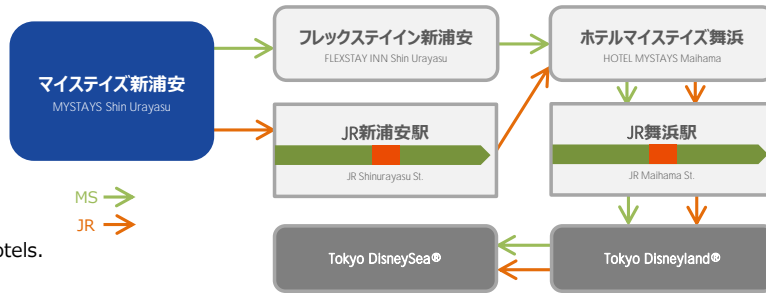 フレックステイイン新浦安
FLEXSTAY INN Shin Urayasu
ホテルマイステイズ舞浜
HOTEL MYSTAYS Maihama
マイステイズ新浦安
MYSTAYS Shin Urayasu
JR新浦安駅
JR Shinurayasu St.
JR舞浜駅
JR Maihama St.
MS
JR
otels.
Tokyo DisneySea®
Tokyo Disneyland®